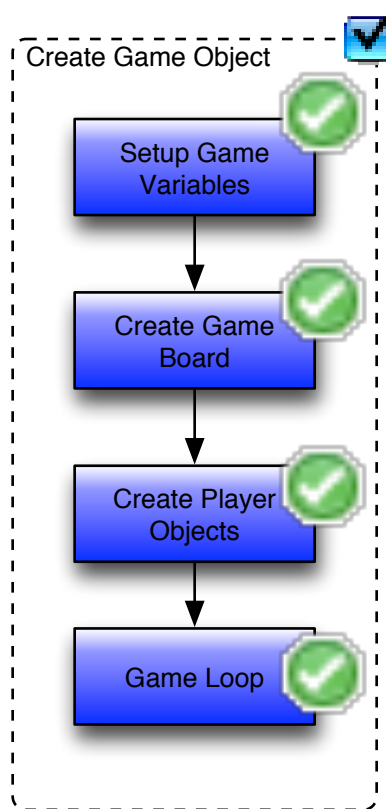 Create Game Object
Setup Game
Variables
Create Game
Board
Create Player
Objects
Game Loop